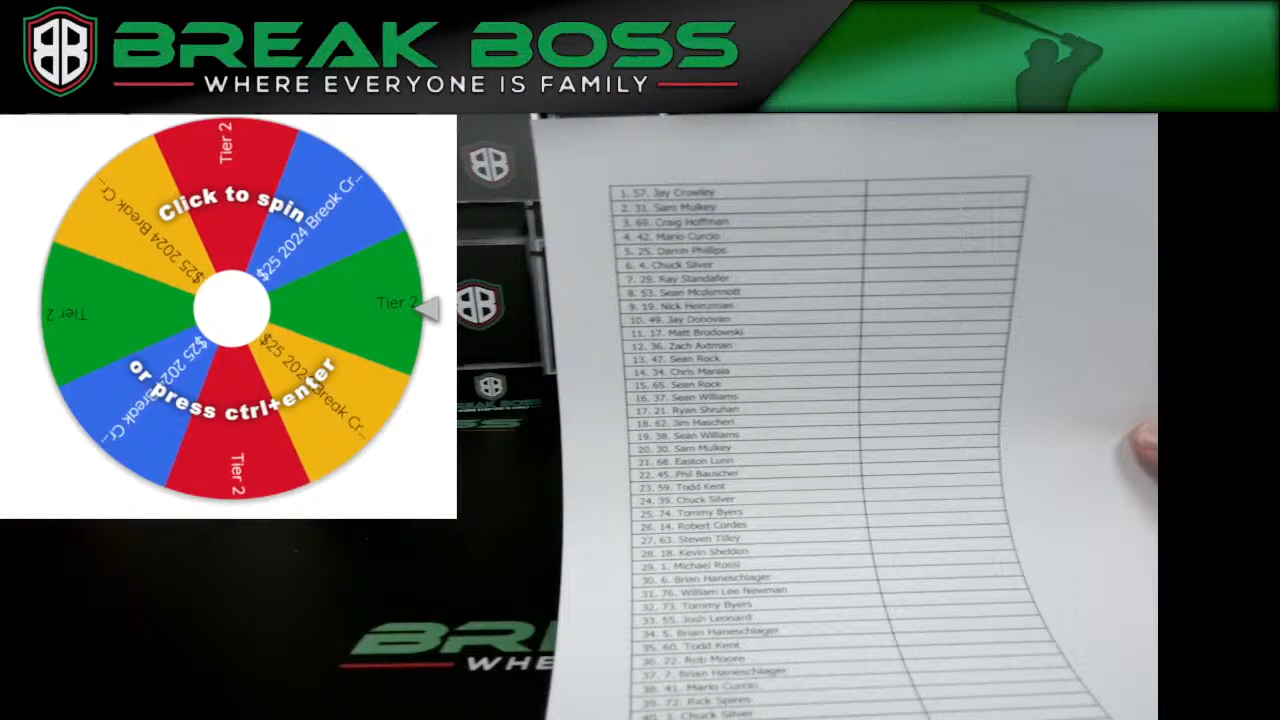 BREAK BOSS
WHERE EVERYONE IS FAMILY
Tier 2
$25 2024 Break Cr...
Tier 2
$25 2024 Break Cr...
Tier 2
$25 2024 Break Cr...
Tier 2
$25 2024 Break Cr...
Click to spin
or press ctrl+enter
1. 57. Jay Crowley
2. 31. Sam Mulkey
3. 69. Craig Hoffman
4. 42. Mario Curcio
5. 25. Darrin Phillips
6. 4. Chuck Silver
7. 29. Ray Standafer
8. 53. Sean Mcdermott
9. 19. Nick Heinzman
10. 49. Jay Donovan
11. 17. Matt Brodowski
12. 36. Zach Axtman
13. 47. Sean Rock
14. 34. Chris Marala
15. 65. Sean Rock
16. 37. Sean Williams
17. 21. Ryan Shruhan
18. 62. Jim Mascheri
19. 38. Sean Williams
20. 30. Sam Mulkey
21. 68. Easton Lunn
22. 45. Phil Bauscher
23. 59. Todd Kent
24. 39. Chuck Silver
25. 74. Tommy Byers
26. 14. Robert Cordes
27. 63. Steven Tilley
28. 18. Kevin Sheldon
29. 1. Michael Rossi
30. 6. Brian Haneschlager
31. 76. William Lee Newman
32. 73. Tommy Byers
33. 55. Josh Leonard
34. 5. Brian Haneschlager
35. 60. Todd Kent
36. 22. Rob Moore
37. 7. Brian Haneschlager
38. 41. Mario Curcio
39. 72. Rick Spires
40. 3. Chuck Silver
BRE
WHE